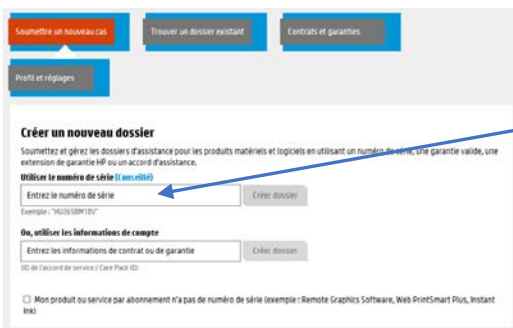 Soumettre un nouveau cas
Trouver un dossier existant
Contrats et garanties
Profil et réglages
Créer un nouveau dossier
Soumettez et gérez les dossiers d'assistance pour les produits matériels et logiciels en utilisant un numéro de série, une garantie valide, une
extension de garantie HP ou un accord d'assistance.
Utiliser le numéro de série (Conseillé)
Entrez le numéro de série
Créer dossier
Exemple : "HU265BM18V"
Ou, utiliser les informations de compte
Entrez les informations de contrat ou de garantie
Créer dossier
(ID de l'accord de service / Care Pack ID)
Mon produit ou service par abonnement n'a pas de numéro de série (exemple : Remote Graphics Software, Web PrintSmart Plus, Instant
Ink)